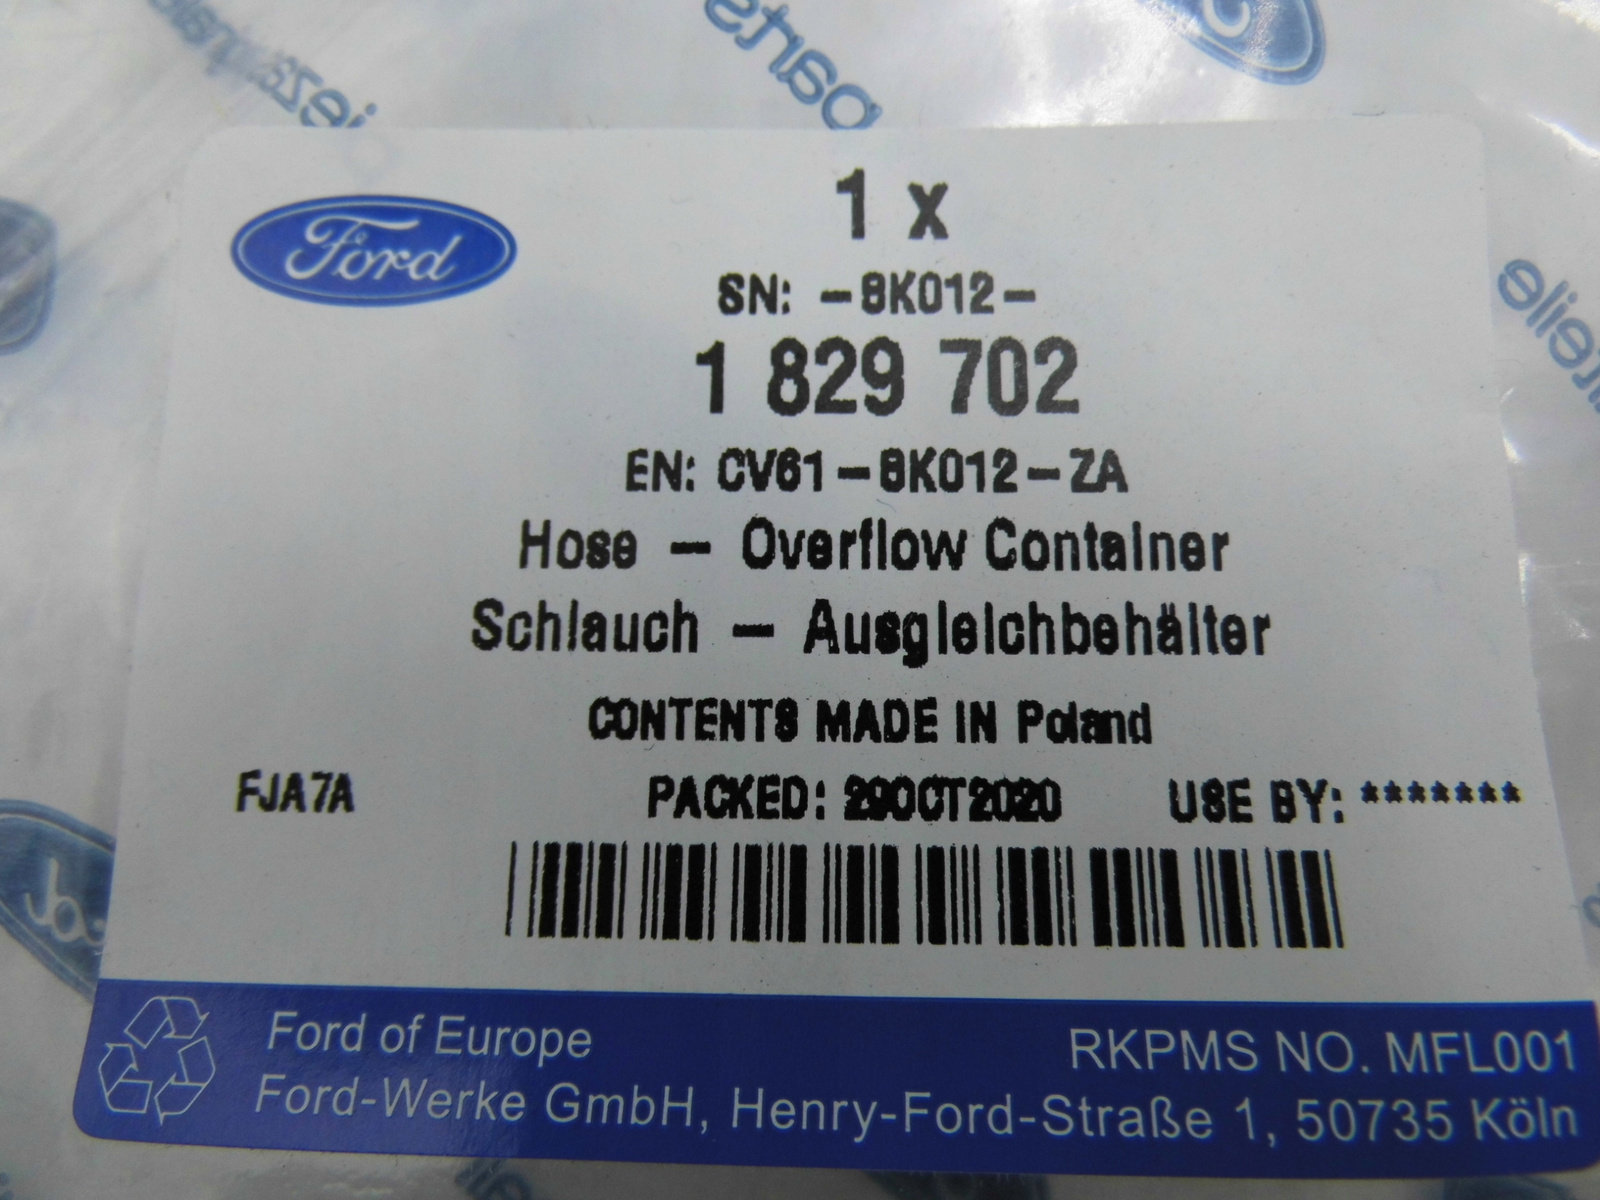 Ford
1 x
SN: -8K012-
1 829 702
EN: CV61-8K012-ZA
Hose - Overflow Container
Schlauch - Ausgleichbehälter
CONTENTS MADE IN Poland
FJA7A PACKED: 29OCT2020 USE BY: *******
Ford of Europe RKPMS NO. MFL001
Ford-Werke GmbH, Henry-Ford-Straße 1, 50735 Köln
parts